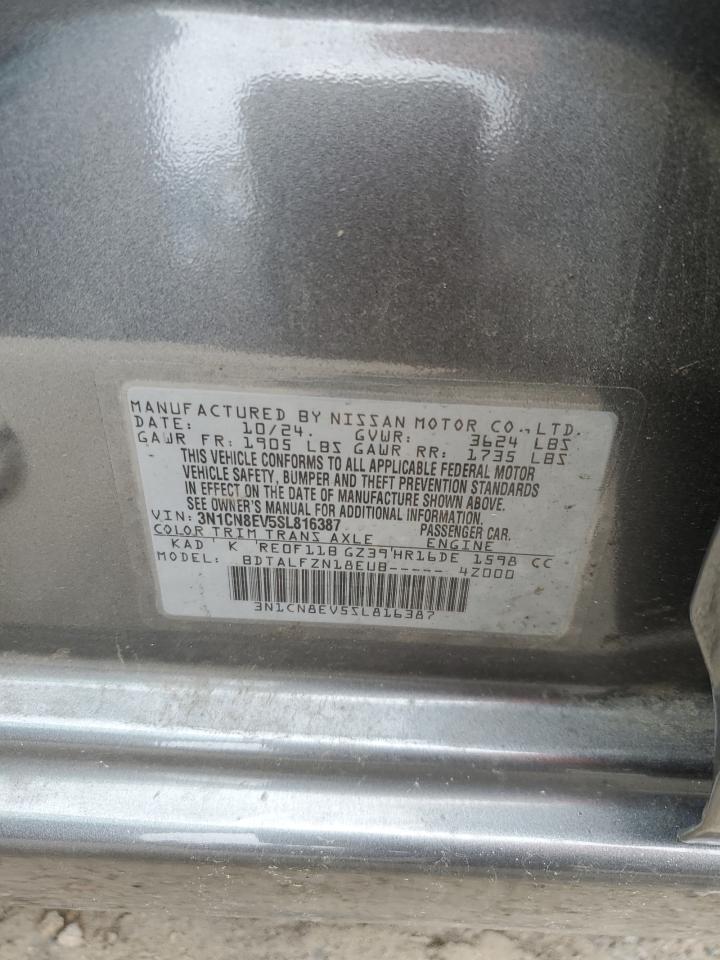 MANUFACTURED BY NISSAN MOTOR CO.,LTD.
DATE: 10/24. GVWR: 3624 LBS
GAWR FR: 1905 LBS GAWR RR: 1735 LBS
THIS VEHICLE CONFORMS TO ALL APPLICABLE FEDERAL MOTOR
VEHICLE SAFETY, BUMPER AND THEFT PREVENTION STANDARDS
IN EFFECT ON THE DATE OF MANUFACTURE SHOWN ABOVE.
SEE OWNER'S MANUAL FOR ADDITIONAL INFORMATION.
VIN: 3N1CN8EV5SL816387 PASSENGER CAR.
COLOR TRIM TRANS AXLE ENGINE
KAD K RE0F11B GZ39 HR16DE 1598 CC
MODEL: BDTALFZN18EUB----- 4Z000
3N1CN8EV5SL816387